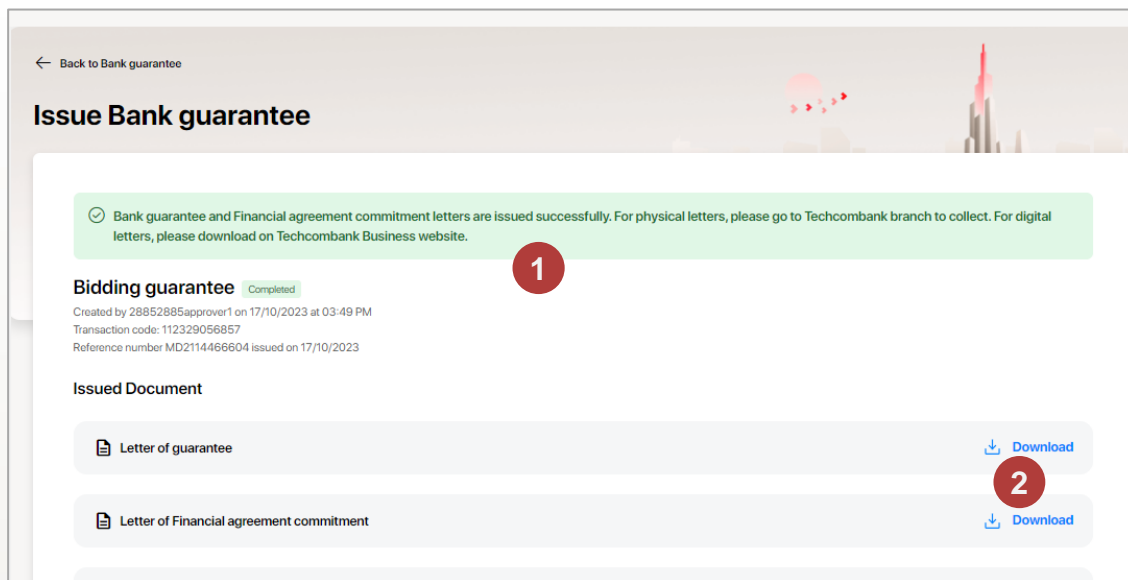 Back to Bank guarantee
Issue Bank guarantee
Bank guarantee and Financial agreement commitment letters are issued successfully. For physical letters, please go to Techcombank branch to collect. For digital
letters, please download on Techcombank Business website.
1
Bidding guarantee Completed
Created by 28852885approver1 on 17/10/2023 at 03:49 PM
Transaction code: 112329056857
Reference number MD2114466604 issued on 17/10/2023
Issued Document
Letter of guarantee Download
2
Letter of Financial agreement commitment Download